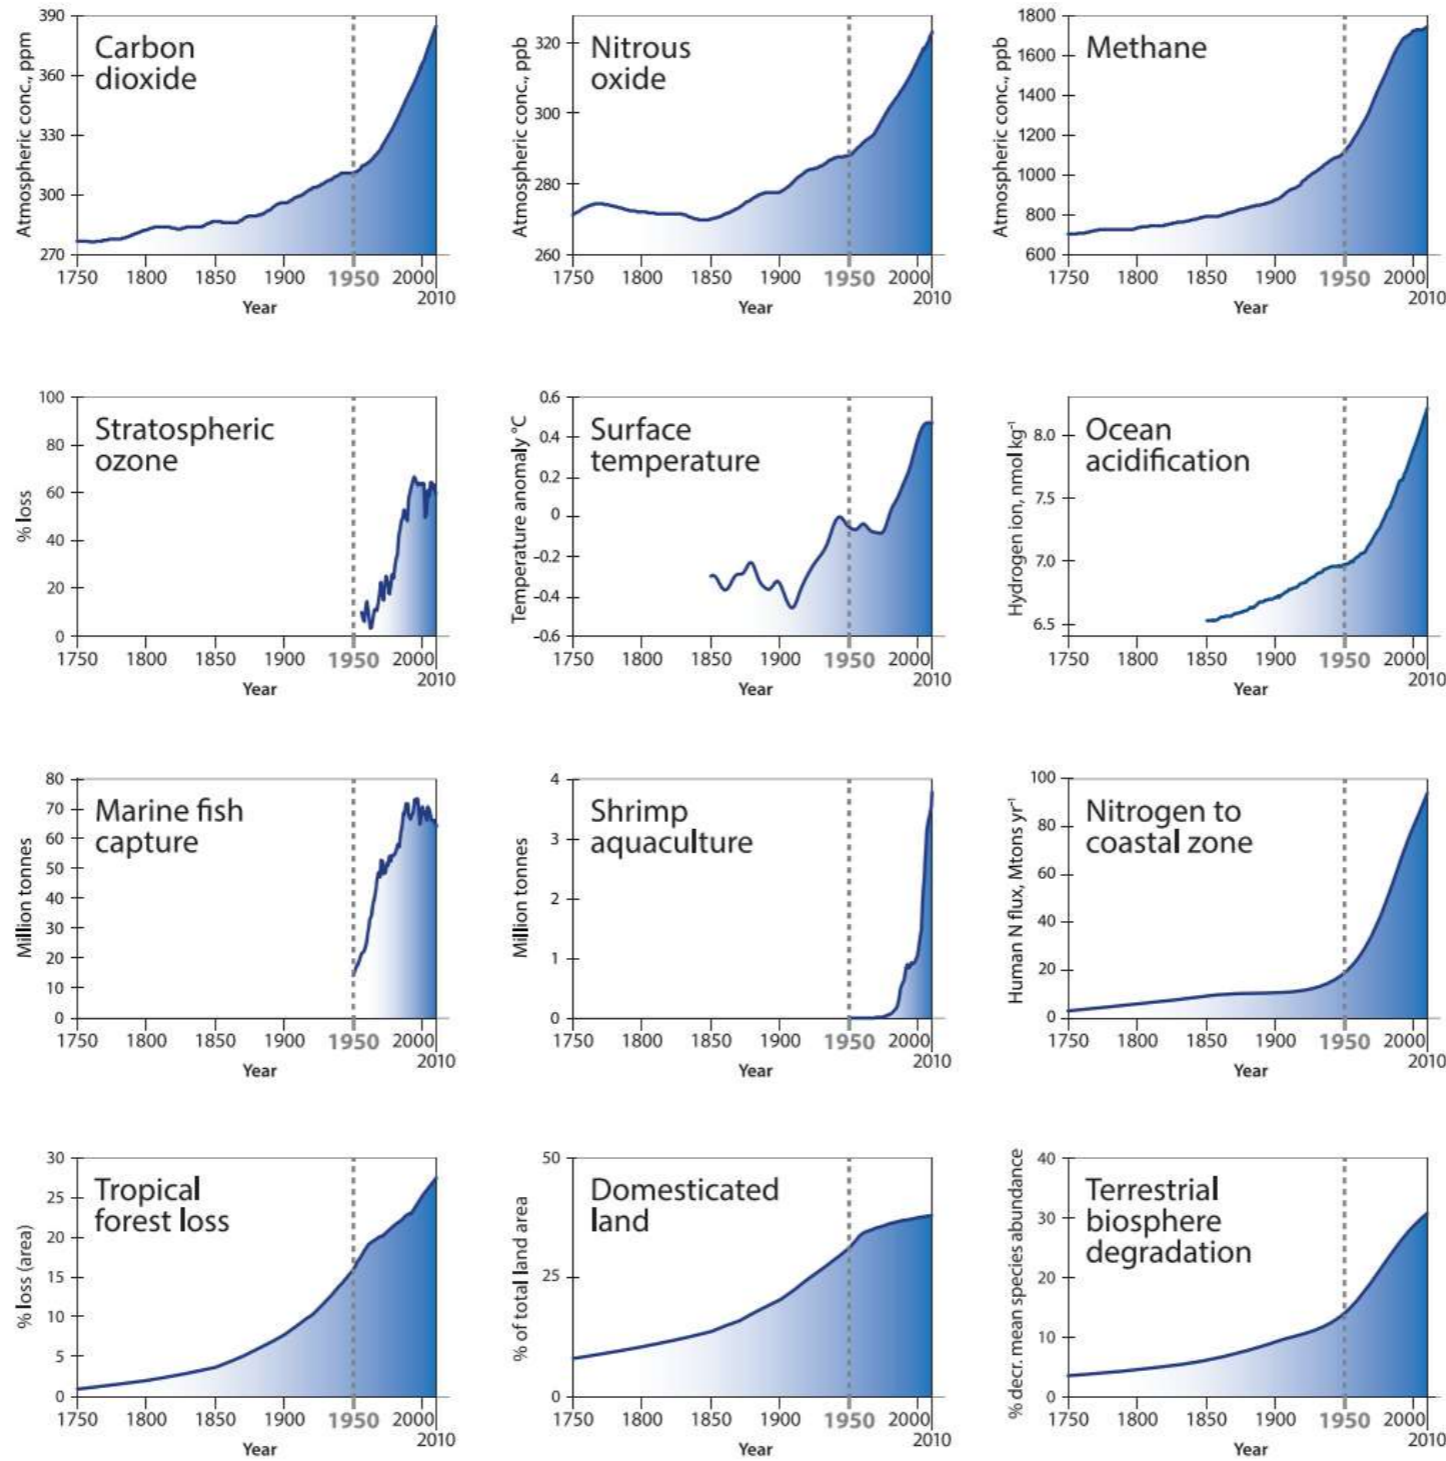 Carbon
dioxide
Atmospheric conc., ppm
390
360
330
300
270
1750 1800 1850 1900 1950 2000
2010
Year
Nitrous
oxide
Atmospheric conc., ppb
320
300
280
260
1750 1800 1850 1900 1950 2000
2010
Year
Methane
Atmospheric conc., ppb
1800
1600
1400
1200
1000
800
600
1750 1800 1850 1900 1950 2000
2010
Year
Stratospheric
ozone
% loss
100
80
60
40
20
0
1750 1800 1850 1900 1950 2000
2010
Year
Surface
temperature
Temperature anomaly °C
0.6
0.4
0.2
0
-0.2
-0.4
-0.6
1750 1800 1850 1900 1950 2000
2010
Year
Ocean
acidification
Hydrogen ion, nmol kg⁻¹
8.0
7.5
7.0
6.5
1750 1800 1850 1900 1950 2000
2010
Year
Marine fish
capture
Million tonnes
80
70
60
50
40
30
20
10
0
1750 1800 1850 1900 1950 2000
2010
Year
Shrimp
aquaculture
Million tonnes
4
3
2
1
0
1750 1800 1850 1900 1950 2000
2010
Year
Nitrogen to
coastal zone
Human N flux, Mtons yr⁻¹
100
80
60
40
20
0
1750 1800 1850 1900 1950 2000
2010
Year
Tropical
forest loss
% loss (area)
30
25
20
15
10
5
0
1750 1800 1850 1900 1950 2000
2010
Year
Domesticated
land
% of total land area
50
25
0
1750 1800 1850 1900 1950 2000
2010
Year
Terrestrial
biosphere
degradation
% decr. mean species abundance
40
30
20
10
0
1750 1800 1850 1900 1950 2000
2010
Year